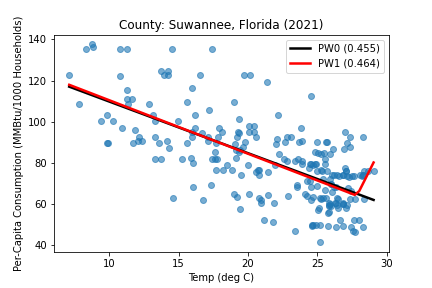 County: Suwannee, Florida (2021)
PW0 (0.455)
PW1 (0.464)
Per-Capita Consumption (MMBtu/1000 Households)
140
120
100
80
60
40
10
15
20
25
30
Temp (deg C)